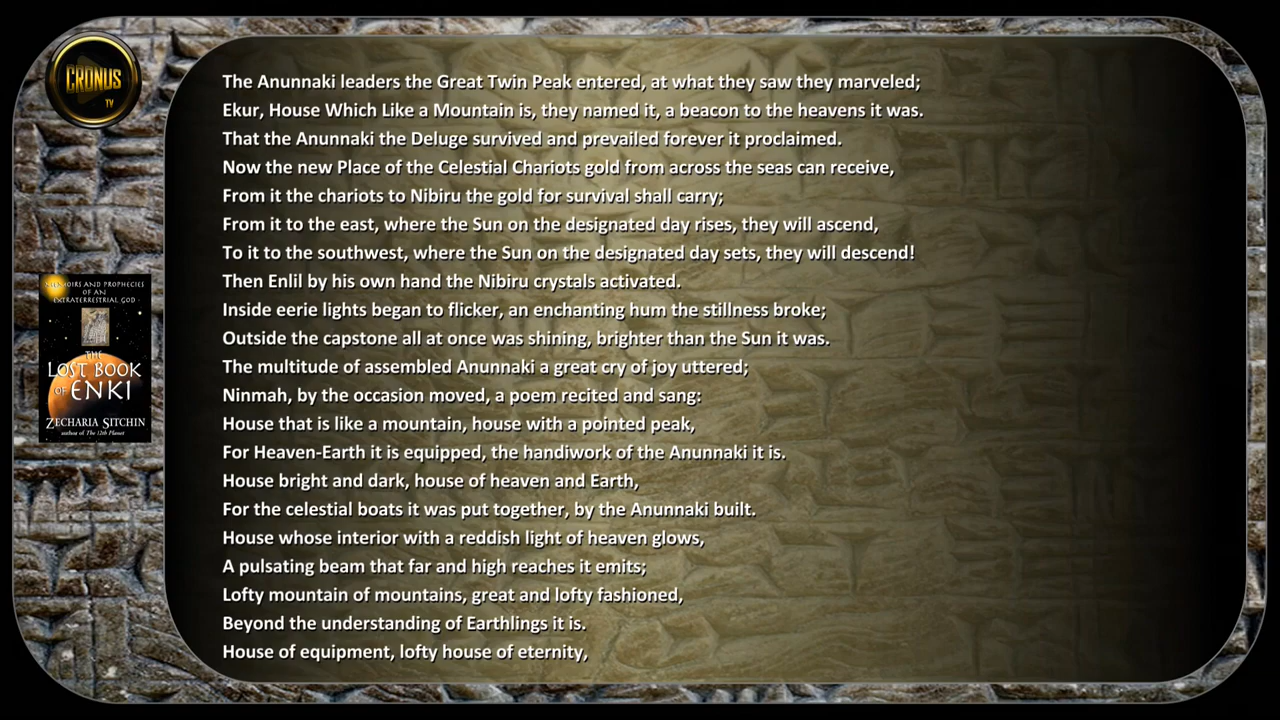 CRONUS
TV
The Anunnaki leaders the Great Twin Peak entered, at what they saw they marveled;
Ekur, House Which Like a Mountain is, they named it, a beacon to the heavens it was.
That the Anunnaki the Deluge survived and prevailed forever it proclaimed.
Now the new Place of the Celestial Chariots gold from across the seas can receive,
From it the chariots to Nibiru the gold for survival shall carry;
From it to the east, where the Sun on the designated day rises, they will ascend,
To it to the southwest, where the Sun on the designated day sets, they will descend!
Then Enlil by his own hand the Nibiru crystals activated.
Inside eerie lights began to flicker, an enchanting hum the stillness broke;
Outside the capstone all at once was shining, brighter than the Sun it was.
The multitude of assembled Anunnaki a great cry of joy uttered;
Ninmah, by the occasion moved, a poem recited and sang:
House that is like a mountain, house with a pointed peak,
For Heaven-Earth it is equipped, the handiwork of the Anunnaki it is.
House bright and dark, house of heaven and Earth,
For the celestial boats it was put together, by the Anunnaki built.
House whose interior with a reddish light of heaven glows,
A pulsating beam that far and high reaches it emits;
Lofty mountain of mountains, great and lofty fashioned,
Beyond the understanding of Earthlings it is.
House of equipment, lofty house of eternity,
MEMOIRS AND PROPHECIES
OF AN
EXTRATERRESTRIAL GOD
THE
LOST BOOK
OF ENKI
ZECHARIA SITCHIN
author of The 12th Planet